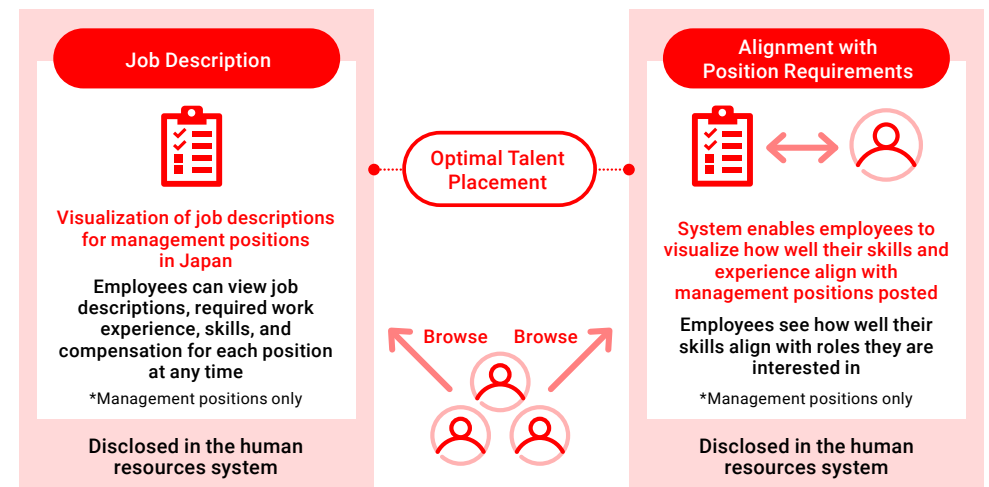 Job Description
Visualization of job descriptions
for management positions
in Japan
Employees can view job
descriptions, required work
experience, skills, and
compensation for each position
at any time
*Management positions only
Disclosed in the human
resources system
Optimal Talent
Placement
Browse
Browse
Alignment with
Position Requirements
System enables employees to
visualize how well their skills and
experience align with
management positions posted
Employees see how well their
skills align with roles they are
interested in
*Management positions only
Disclosed in the human
resources system